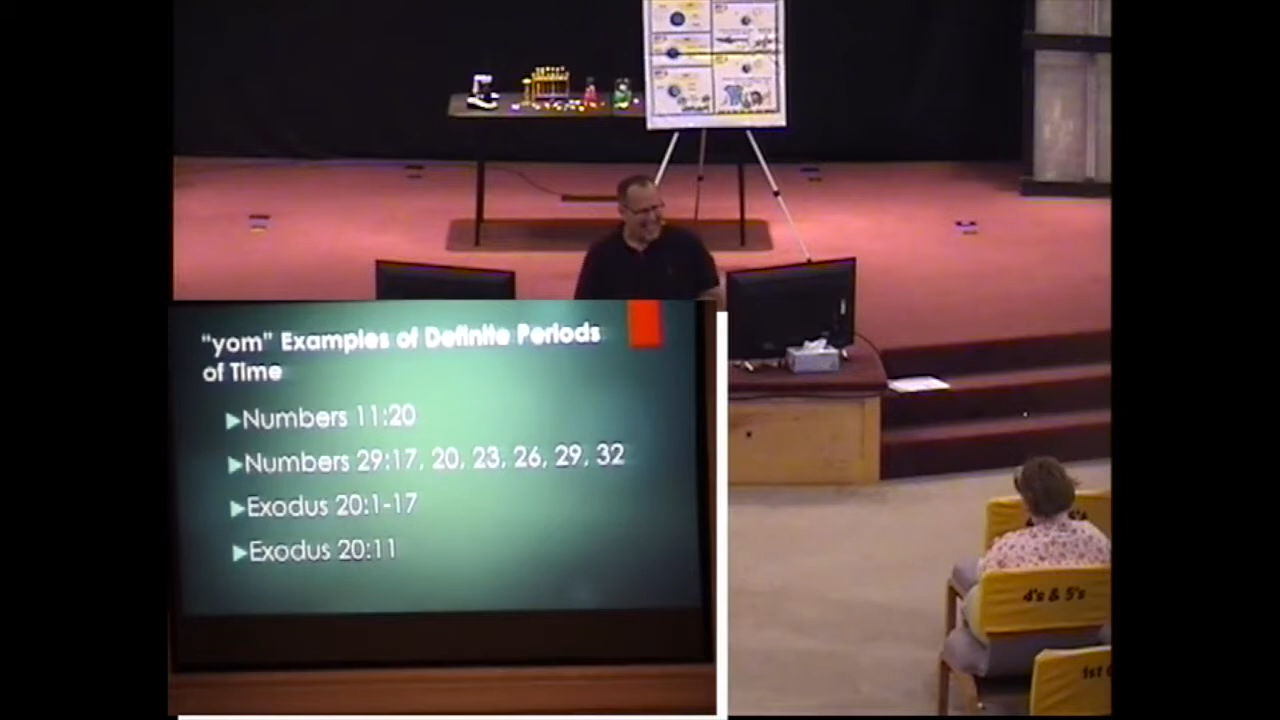 "yom" Examples of Definite Periods
of Time
Numbers 11:20
Numbers 29:17, 20, 23, 26, 29, 32
Exodus 20:1-17
Exodus 20:11
4's & 5's
1st